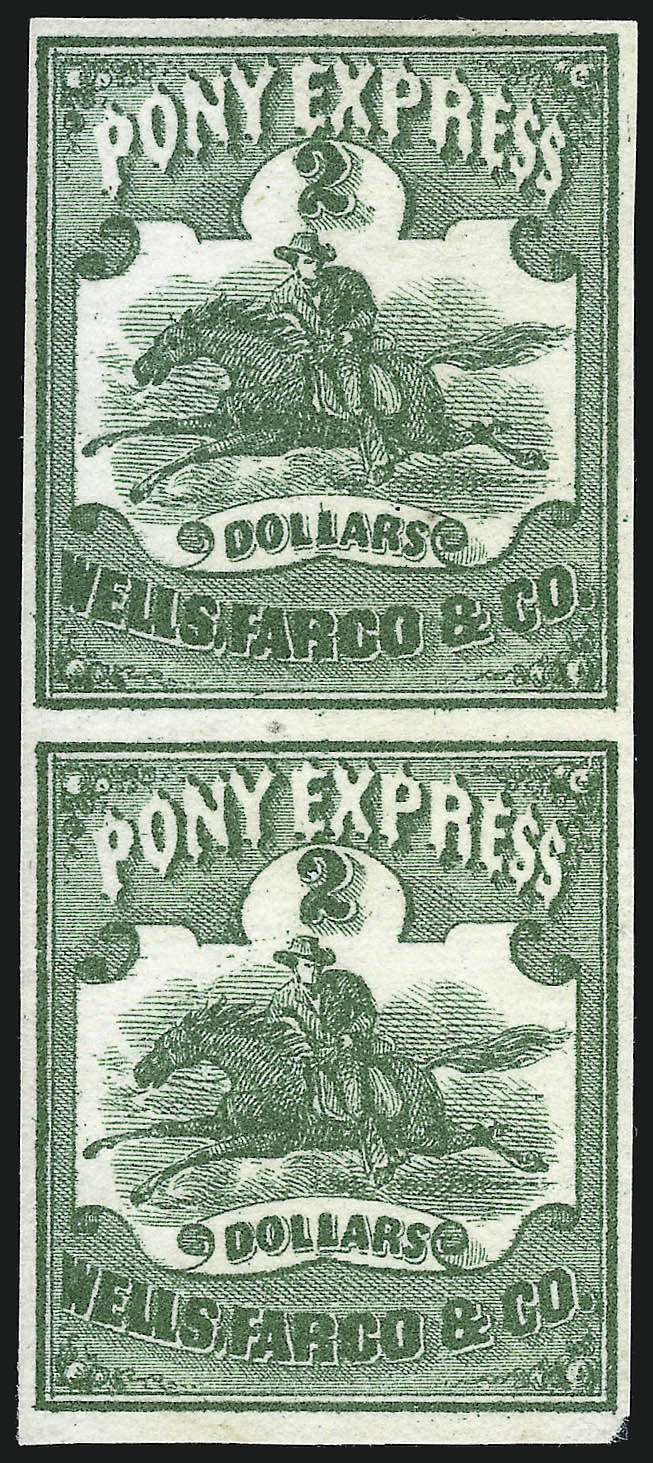 PONY EXPRESS
2
DOLLARS
WELLS, FARGO & CO.
PONY EXPRESS
2
DOLLARS
WELLS, FARGO & CO.